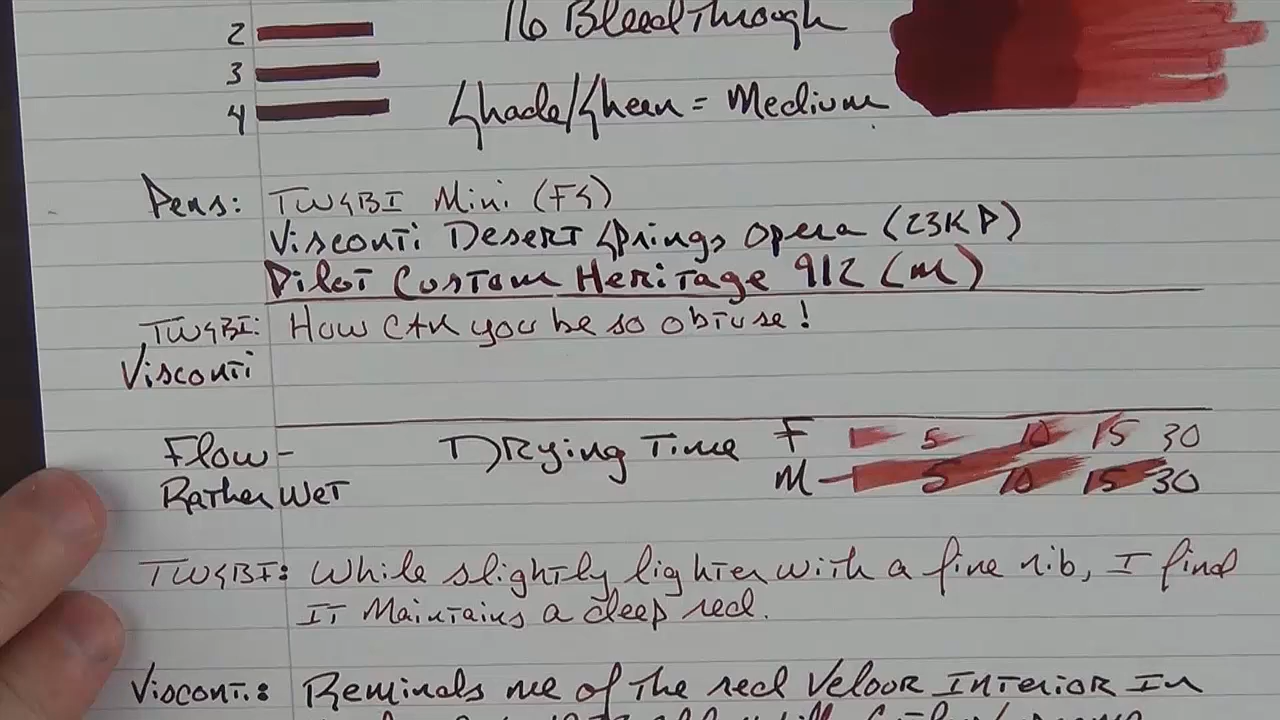 No Bleed Through
2
3
4
Shade/Shean = Medium
Pens: TWSBI Mini (FS)
Visconti Desert Springs Opera (23KP)
Pilot Custom Heritage 912 (M)
TWSBI: How can you be so obtuse!
Visconti
Flow-
Rather Wet
Drying Time F 5 10 15 30
M 5 10 15 30
TWSBI: While slightly lighter with a fine nib, I find
It maintains a deep red.
Visconti: Reminds me of the red Velour Interior In